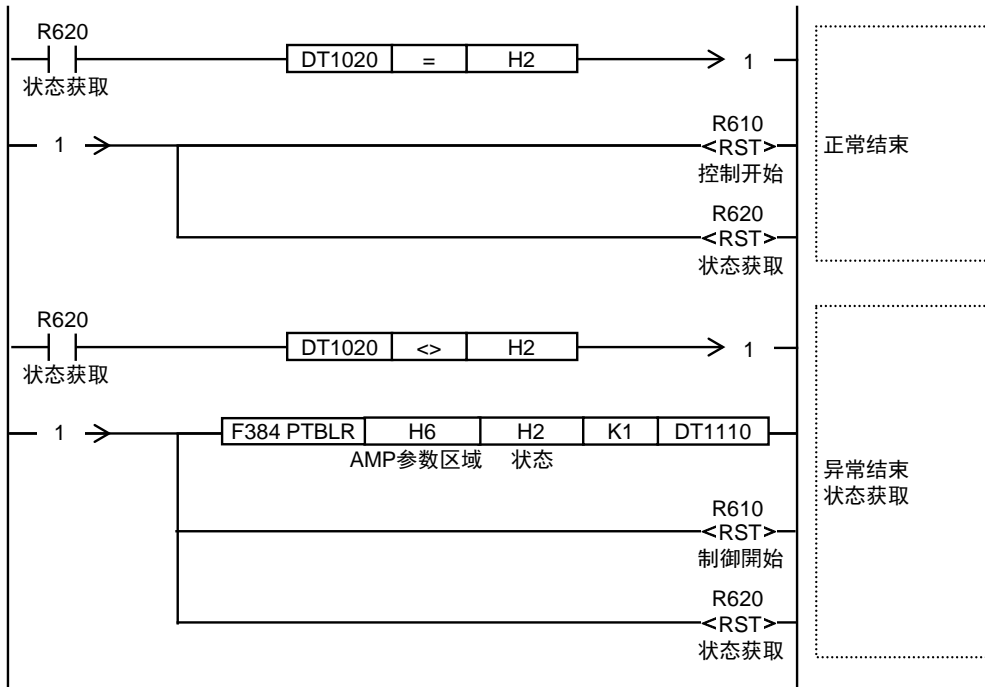 R620
DT1020 = H2 1
状态获取
1
R610
<RST>
控制开始
正常结束
R620
<RST>
状态获取
R620
DT1020 <> H2 1
状态获取
1
F384 PTBLR H6 H2 K1 DT1110
AMP参数区域 状态
异常结束
状态获取
R610
<RST>
制御開始
R620
<RST>
状态获取